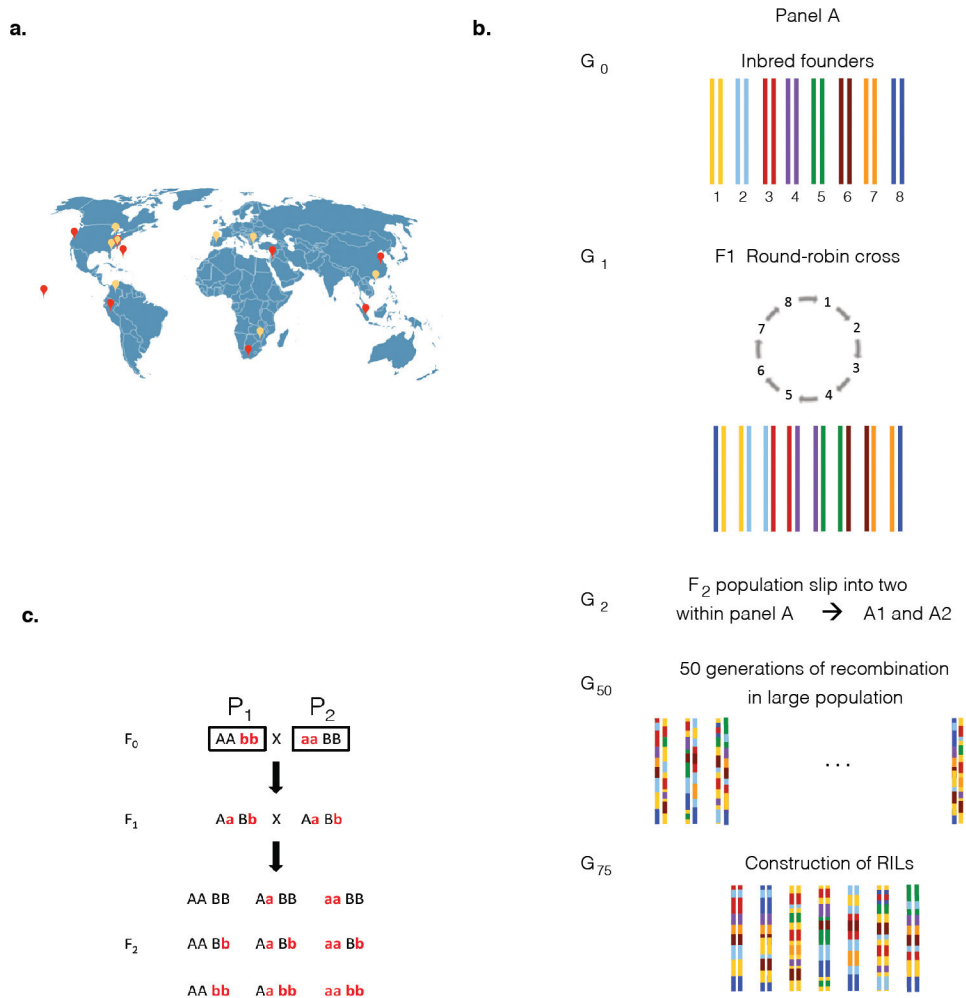 a.
b.
Panel A
G 0
Inbred founders
1 2 3 4 5 6 7 8
G 1
F1 Round-robin cross
8 1
7 2
6 3
5 4
G 2
F 2 population slip into two
within panel A → A1 and A2
G50
50 generations of recombination
in large population
...
G75
Construction of RILs
c.
P1 P2
F0 AA bb X aa BB
F1 Aa Bb X Aa Bb
AA BB Aa BB aa BB
F2 AA Bb Aa Bb aa Bb
AA bb Aa bb aa bb